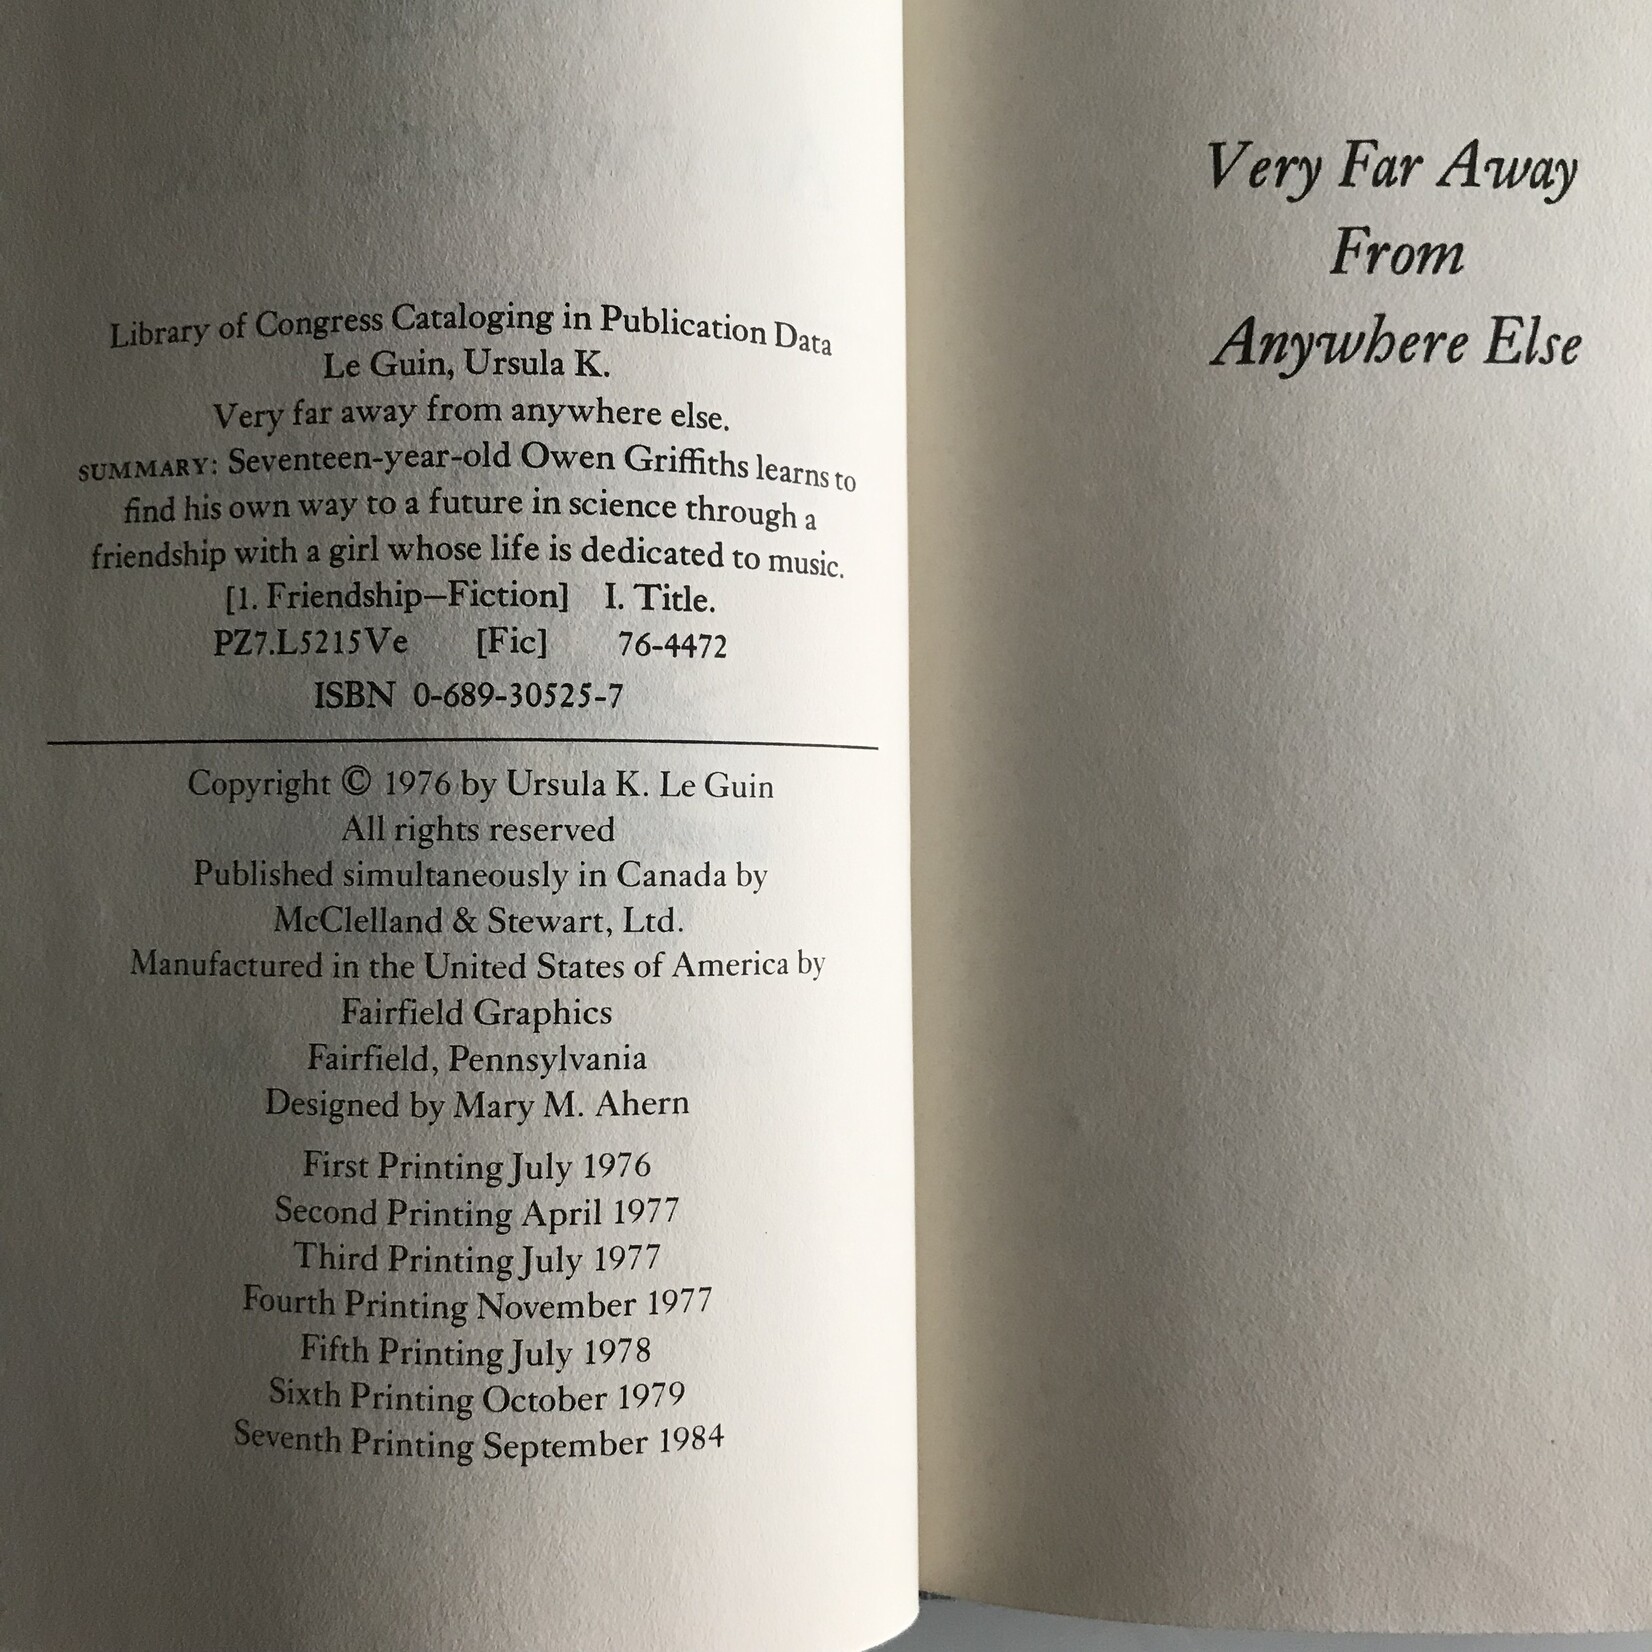 Library of Congress Cataloging in Publication Data
Le Guin, Ursula K.
Very far away from anywhere else.
SUMMARY: Seventeen-year-old Owen Griffiths learns to
find his own way to a future in science through a
friendship with a girl whose life is dedicated to music.
[1. Friendship—Fiction] I. Title.
PZ7.L5215Ve [Fic] 76-4472
ISBN 0-689-30525-7
Copyright © 1976 by Ursula K. Le Guin
All rights reserved
Published simultaneously in Canada by
McClelland & Stewart, Ltd.
Manufactured in the United States of America by
Fairfield Graphics
Fairfield, Pennsylvania
Designed by Mary M. Ahern
First Printing July 1976
Second Printing April 1977
Third Printing July 1977
Fourth Printing November 1977
Fifth Printing July 1978
Sixth Printing October 1979
Seventh Printing September 1984
Very Far Away
From
Anywhere Else